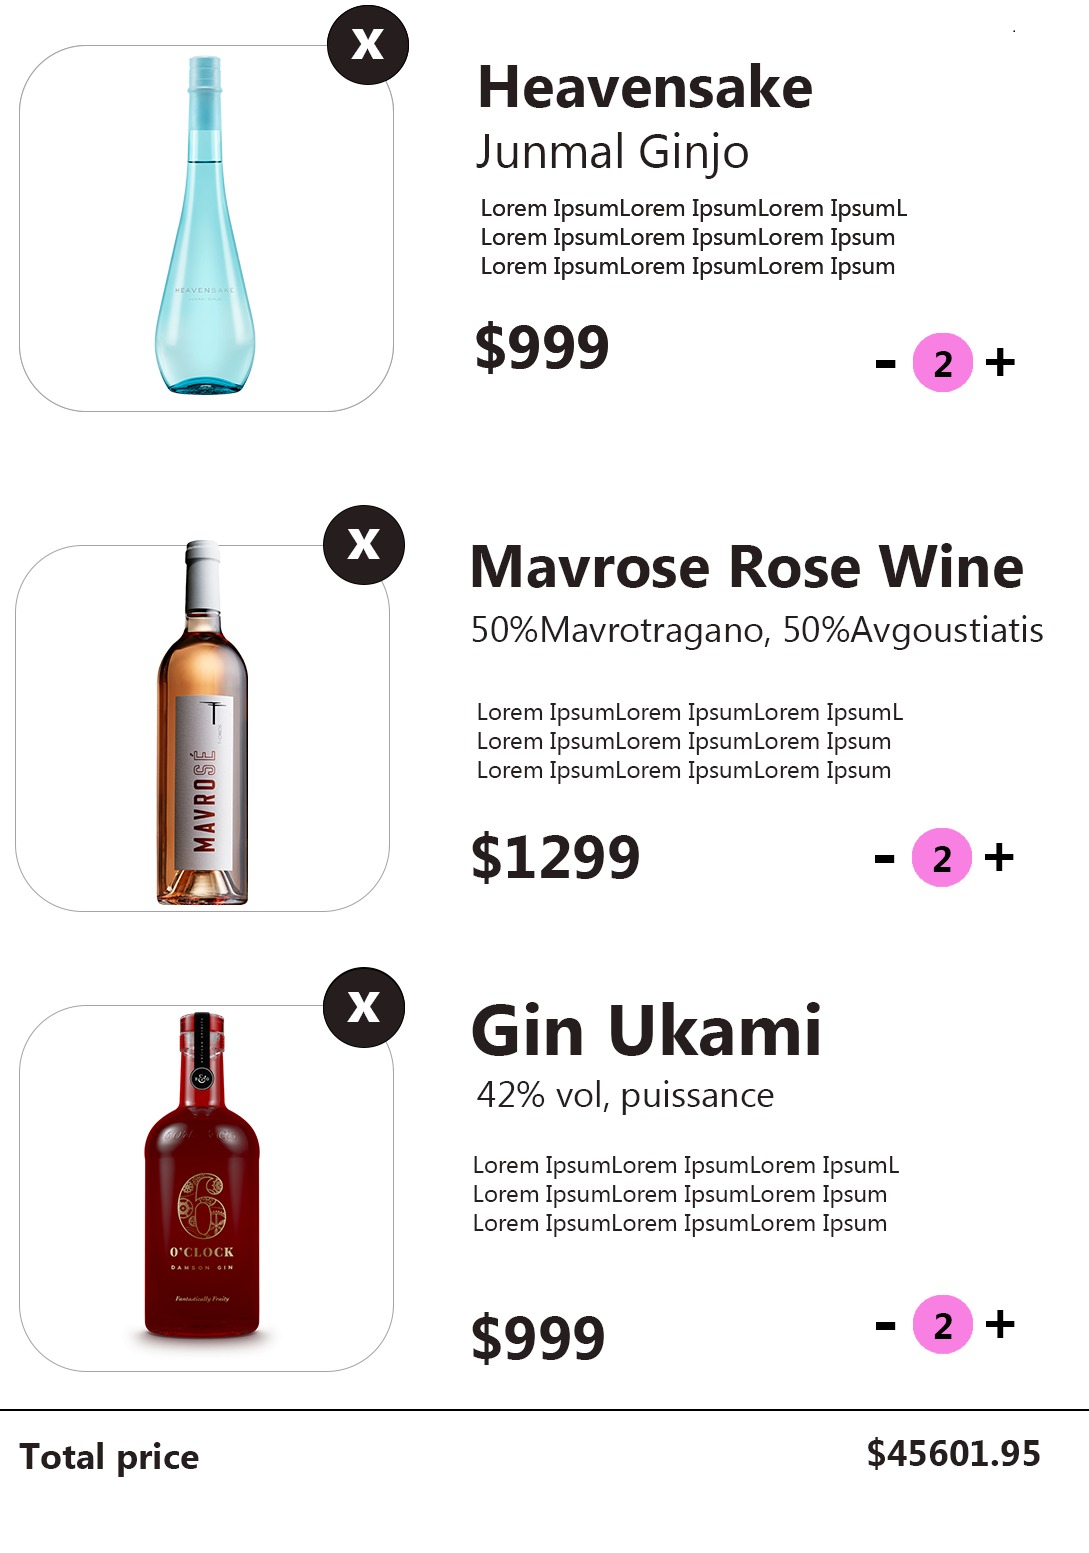 X
Heavensake
Junmal Ginjo
Lorem IpsumLorem IpsumLorem IpsumL
Lorem IpsumLorem IpsumLorem Ipsum
Lorem IpsumLorem IpsumLorem Ipsum
HEAVENSAKE
$999
- 2 +
X
Mavrose Rose Wine
50%Mavrotragano, 50%Avgoustiatis
Lorem IpsumLorem IpsumLorem IpsumL
Lorem IpsumLorem IpsumLorem Ipsum
Lorem IpsumLorem IpsumLorem Ipsum
MAVROSÉ
$1299
- 2 +
X
Gin Ukami
42% vol, puissance
Lorem IpsumLorem IpsumLorem IpsumL
Lorem IpsumLorem IpsumLorem Ipsum
Lorem IpsumLorem IpsumLorem Ipsum
6
O'CLOCK
DAMSON GIN
Fantastically Fruity
$999
- 2 +
Total price
$45601.95